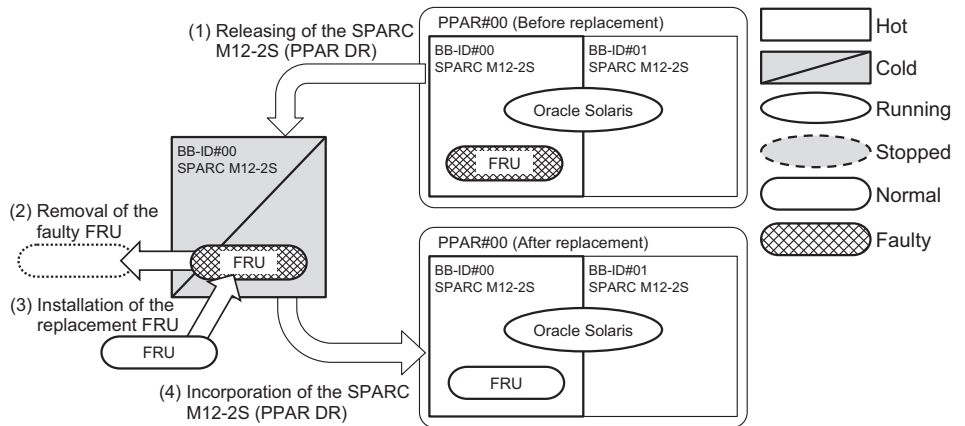 (1) Releasing of the SPARC
M12-2S (PPAR DR)
PPAR#00 (Before replacement)
BB-ID#00
SPARC M12-2S
BB-ID#01
SPARC M12-2S
Oracle Solaris
FRU
Hot
Cold
Running
Stopped
Normal
Faulty
BB-ID#00
SPARC M12-2S
(2) Removal of the
faulty FRU
FRU
(3) Installation of the
replacement FRU
FRU
(4) Incorporation of the SPARC
M12-2S (PPAR DR)
PPAR#00 (After replacement)
BB-ID#00
SPARC M12-2S
BB-ID#01
SPARC M12-2S
Oracle Solaris
FRU